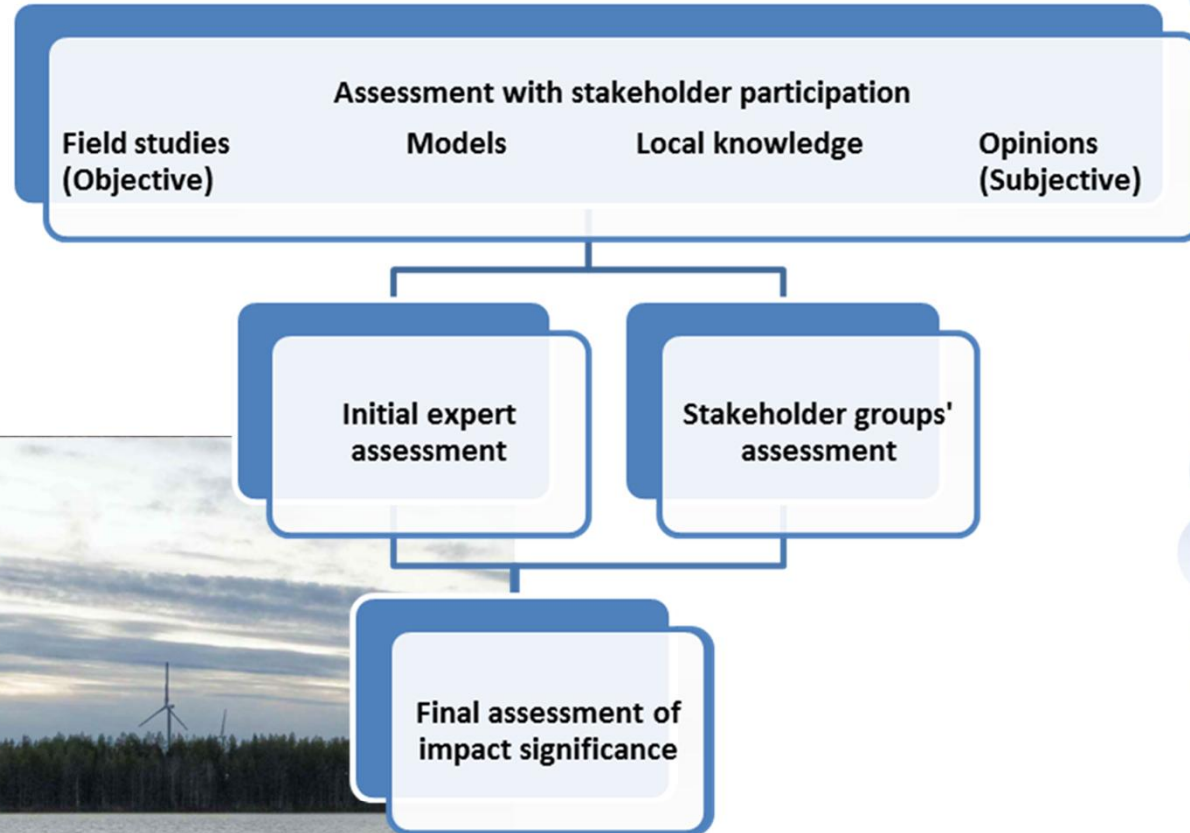 Assessment with stakeholder participation
Field studies Models Local knowledge Opinions
(Objective) (Subjective)
Initial expert
assessment
Stakeholder groups'
assessment
Final assessment of
impact significance